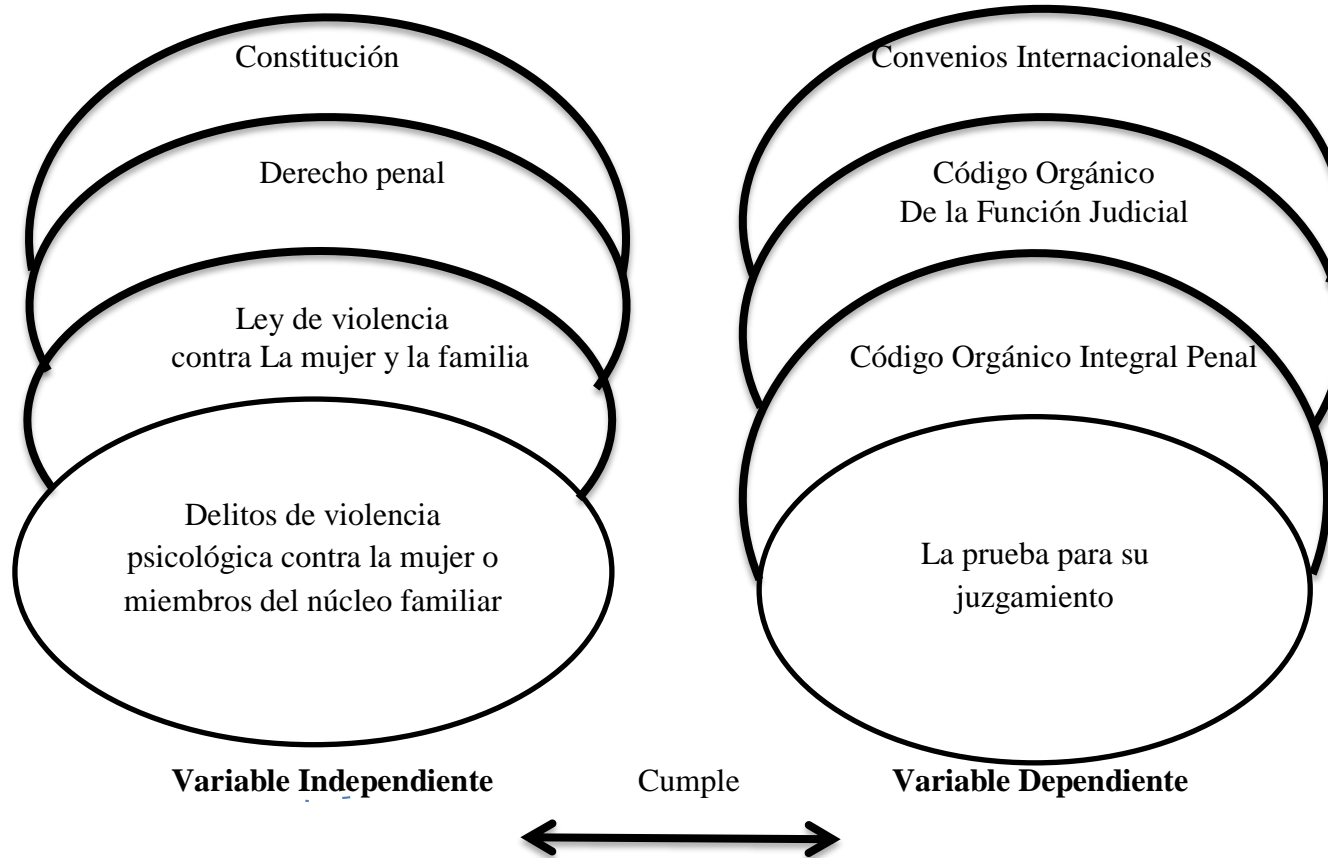 Constitución
Derecho penal
Ley de violencia
contra La mujer y la familia
Delitos de violencia
psicológica contra la mujer o
miembros del núcleo familiar
Variable Independiente
Cumple
Convenios Internacionales
Código Orgánico
De la Función Judicial
Código Orgánico Integral Penal
La prueba para su
juzgamiento
Variable Dependiente